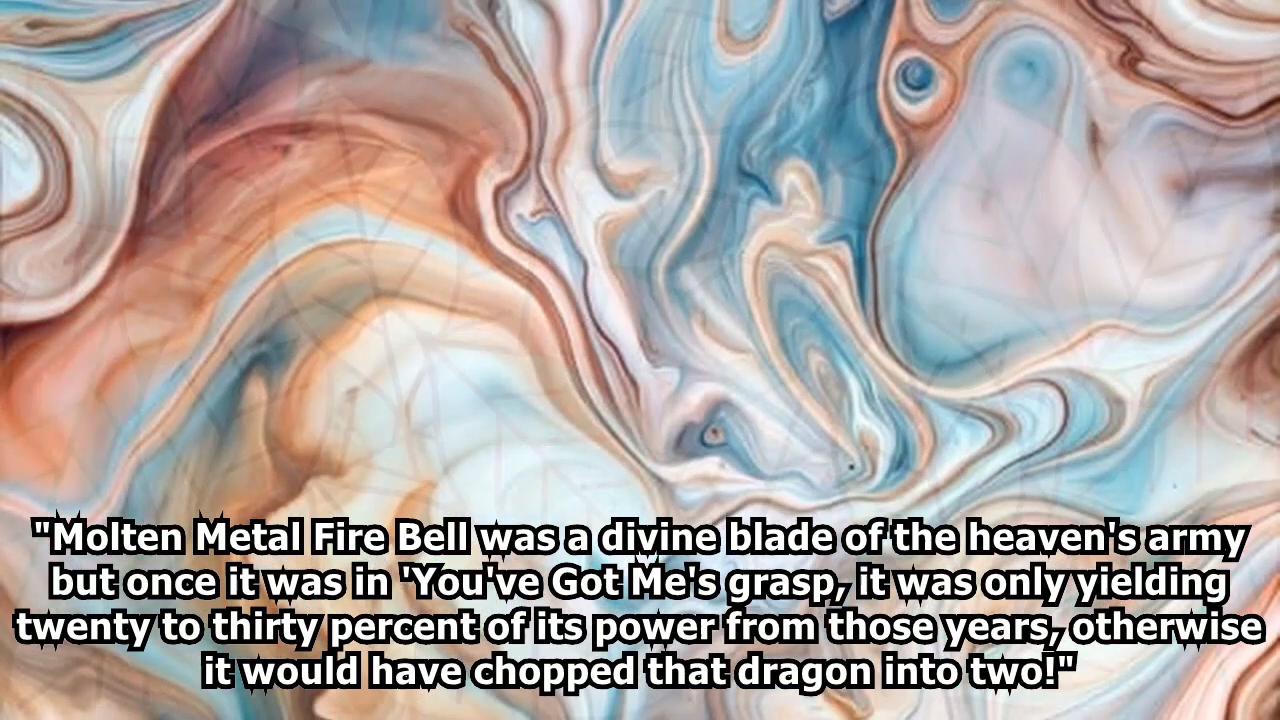 "Molten Metal Fire Bell was a divine blade of the heaven's army
but once it was in 'You've Got Me's grasp, it was only yielding
twenty to thirty percent of its power from those years, otherwise
it would have chopped that dragon into two!"